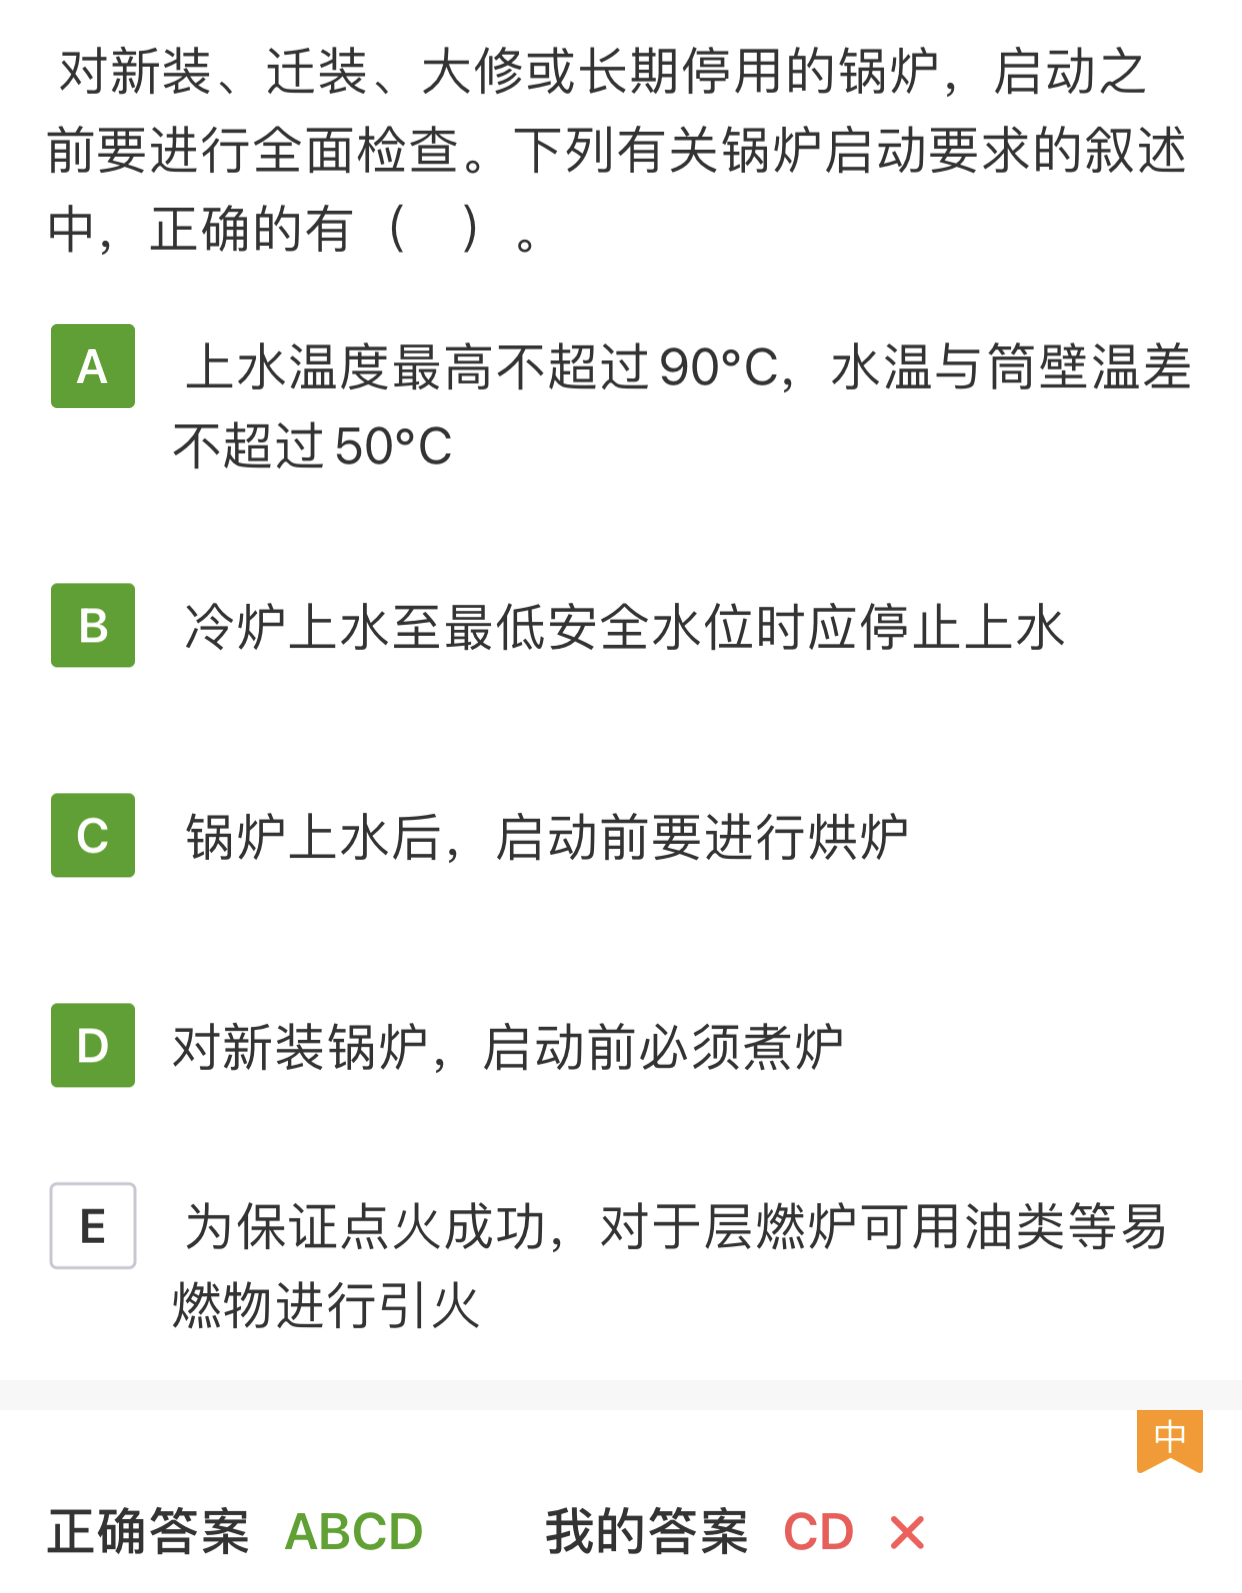 对新装、迁装、大修或长期停用的锅炉，启动之
前要进行全面检查。下列有关锅炉启动要求的叙述
中，正确的有（ ）。
A 上水温度最高不超过90°C，水温与筒壁温差
不超过50°C
B 冷炉上水至最低安全水位时应停止上水
C 锅炉上水后，启动前要进行烘炉
D 对新装锅炉，启动前必须煮炉
E 为保证点火成功，对于层燃炉可用油类等易
燃物进行引火
中
正确答案 ABCD 我的答案 CD ×